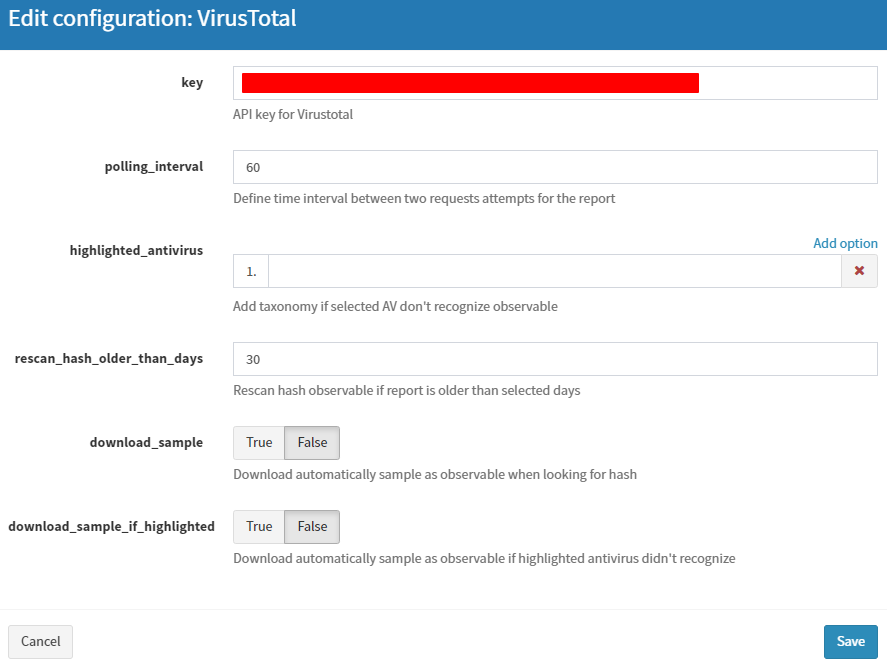 Edit configuration: VirusTotal
key
API key for Virustotal
polling_interval
60
Define time interval between two requests attempts for the report
highlighted_antivirus
Add option
1.
Add taxonomy if selected AV don't recognize observable
rescan_hash_older_than_days
30
Rescan hash observable if report is older than selected days
download_sample
True False
Download automatically sample as observable when looking for hash
download_sample_if_highlighted
True False
Download automatically sample as observable if highlighted antivirus didn't recognize
Cancel Save